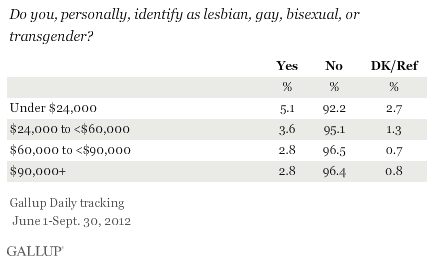 Do you, personally, identify as lesbian, gay, bisexual, or
transgender?
Yes No DK/Ref
% % %
Under $24,000 5.1 92.2 2.7
$24,000 to <$60,000 3.6 95.1 1.3
$60,000 to <$90,000 2.8 96.5 0.7
$90,000+ 2.8 96.4 0.8
Gallup Daily tracking
June 1-Sept. 30, 2012
GALLUP®